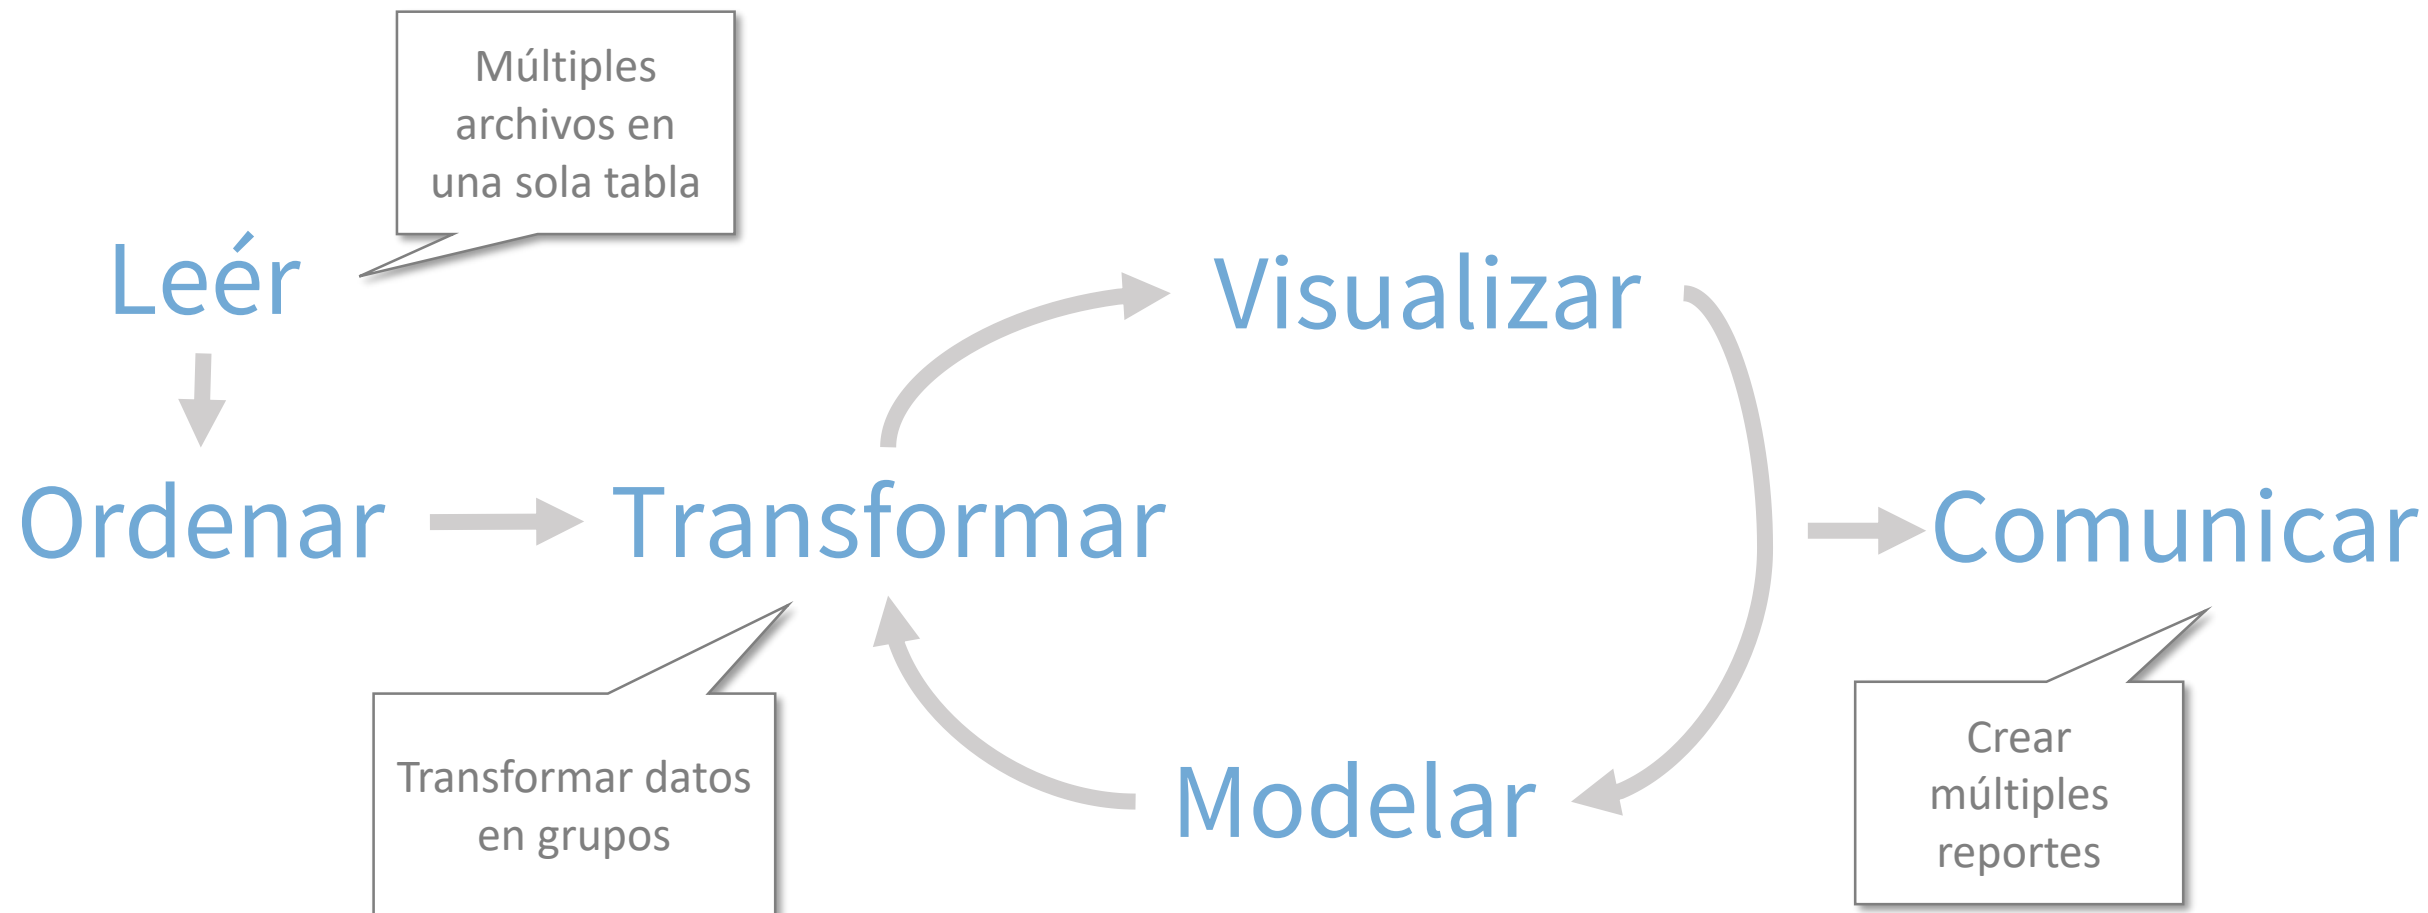 Múltiples
archivos en
una sola tabla
Leér
Visualizar
Ordenar
Transformar
Comunicar
Transformar datos
en grupos
Modelar
Crear
múltiples
reportes